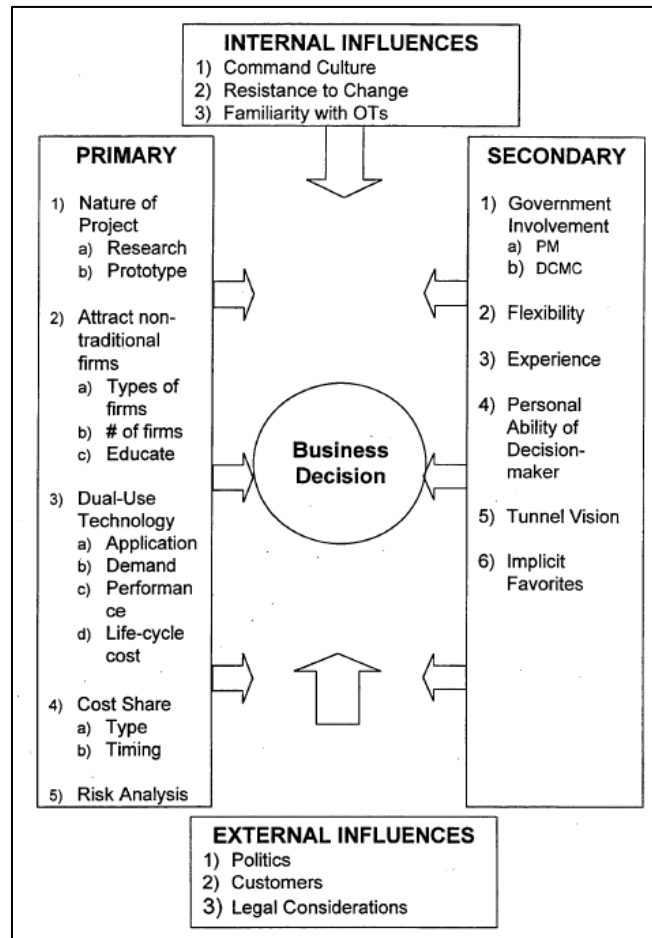 INTERNAL INFLUENCES
1) Command Culture
2) Resistance to Change
3) Familiarity with OTs
PRIMARY
1) Nature of
Project
a) Research
b) Prototype
2) Attract non-
traditional
firms
a) Types of
firms
b) # of firms
c) Educate
3) Dual-Use
Technology
a) Application
b) Demand
c) Performan
ce
d) Life-cycle
cost
4) Cost Share
a) Type
b) Timing
5) Risk Analysis
Business
Decision
SECONDARY
1) Government
Involvement
a) PM
b) DCMC
2) Flexibility
3) Experience
4) Personal
Ability of
Decision-
maker
5) Tunnel Vision
6) Implicit
Favorites
EXTERNAL INFLUENCES
1) Politics
2) Customers
3) Legal Considerations